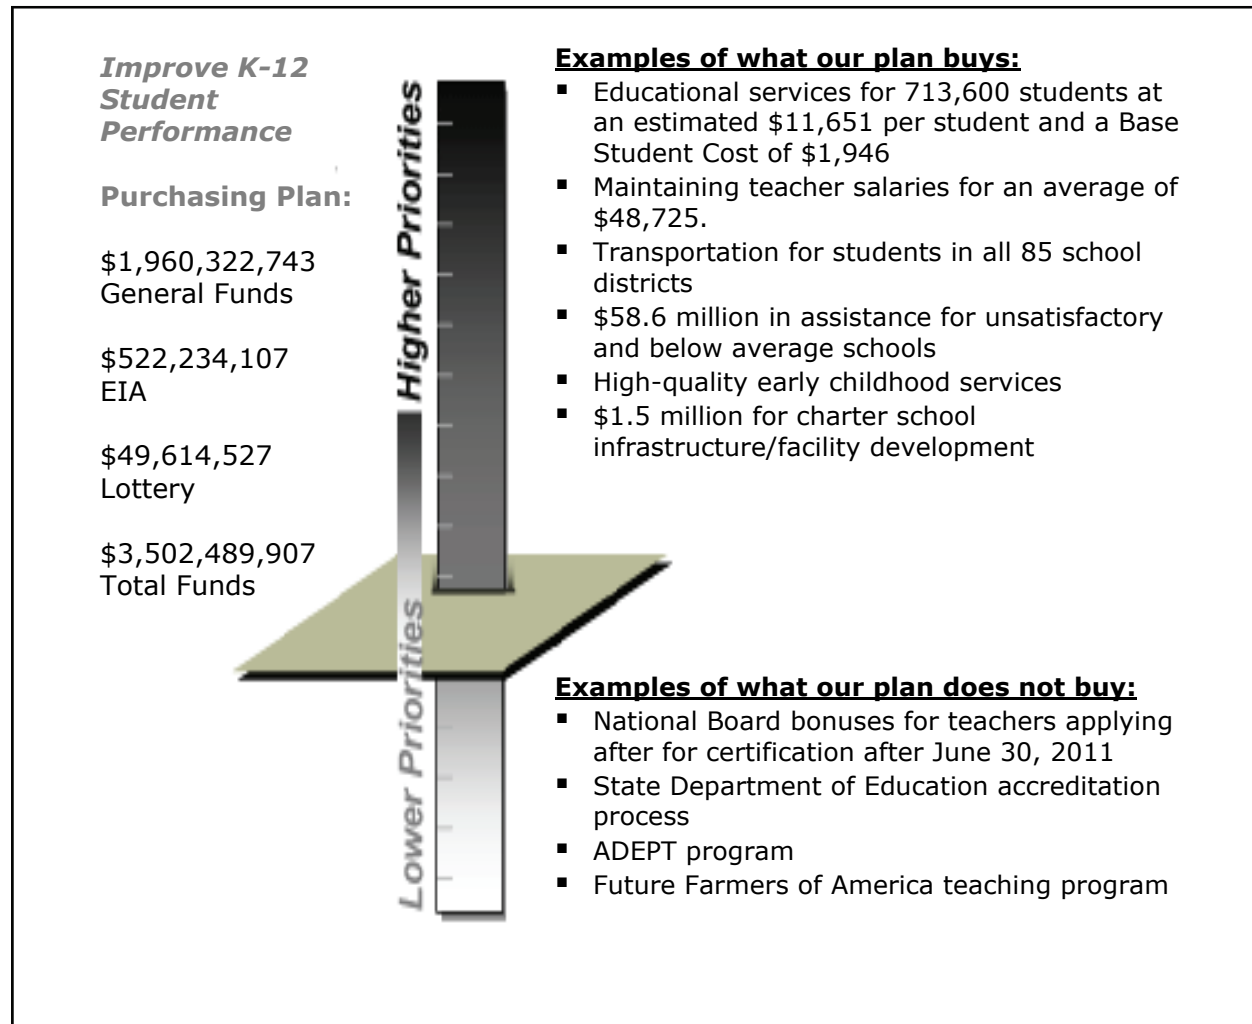 Improve K-12
Student
Performance
Purchasing Plan:
$1,960,322,743
General Funds
$522,234,107
EIA
$49,614,527
Lottery
$3,502,489,907
Total Funds
Higher Priorities
Lower Priorities
Examples of what our plan buys:
▪ Educational services for 713,600 students at
an estimated $11,651 per student and a Base
Student Cost of $1,946
▪ Maintaining teacher salaries for an average of
$48,725.
▪ Transportation for students in all 85 school
districts
▪ $58.6 million in assistance for unsatisfactory
and below average schools
▪ High-quality early childhood services
▪ $1.5 million for charter school
infrastructure/facility development
Examples of what our plan does not buy:
▪ National Board bonuses for teachers applying
after for certification after June 30, 2011
▪ State Department of Education accreditation
process
▪ ADEPT program
▪ Future Farmers of America teaching program